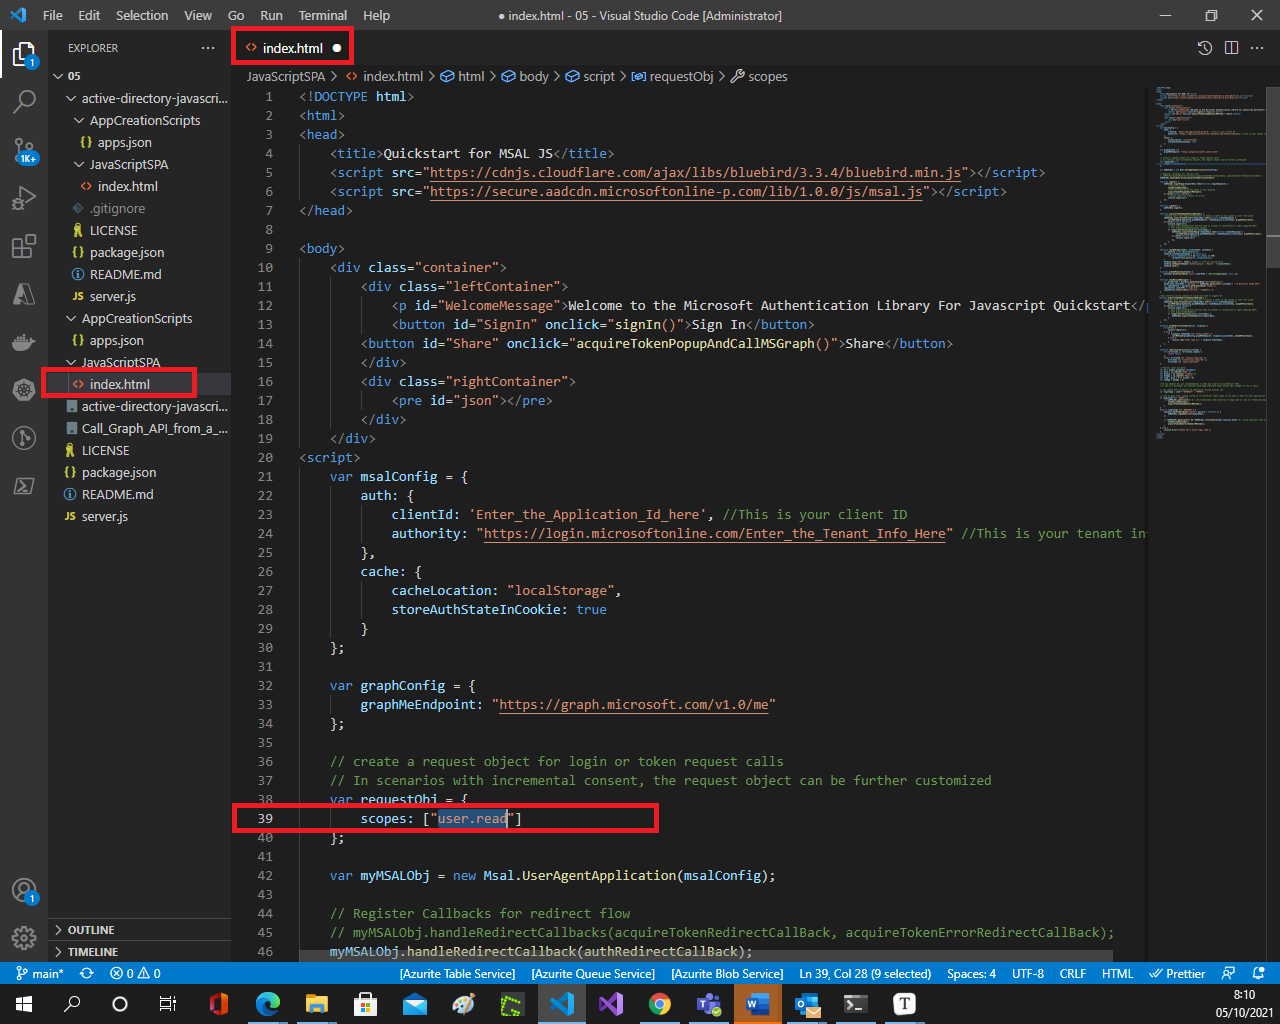 File Edit Selection View Go Run Terminal Help
● index.html - 05 - Visual Studio Code [Administrator]
EXPLORER
index.html
JavaScriptSPA > index.html > html > body > script > requestObj > scopes
05
active-directory-javascri...
AppCreationScripts
apps.json
JavaScriptSPA
index.html
.gitignore
LICENSE
package.json
README.md
server.js
AppCreationScripts
apps.json
JavaScriptSPA
index.html
active-directory-javascri...
Call_Graph_API_from_a_...
LICENSE
package.json
README.md
server.js
OUTLINE
TIMELINE
1
1K+
1
1 <!DOCTYPE html>
2 <html>
3 <head>
4 <title>Quickstart for MSAL JS</title>
5 <script src="https://cdnjs.cloudflare.com/ajax/libs/bluebird/3.3.4/bluebird.min.js"></script>
6 <script src="https://secure.aadcdn.microsoftonline-p.com/lib/1.0.0/js/msal.js"></script>
7 </head>
8
9 <body>
10 <div class="container">
11 <div class="leftContainer">
12 <p id="WelcomeMessage">Welcome to the Microsoft Authentication Library For Javascript Quickstart</p
13 <button id="SignIn" onclick="signIn()">Sign In</button>
14 <button id="Share" onclick="acquireTokenPopupAndCallMSGraph()">Share</button>
15 </div>
16 <div class="rightContainer">
17 <pre id="json"></pre>
18 </div>
19 </div>
20 <script>
21 var msalConfig = {
22 auth: {
23 clientId: 'Enter_the_Application_Id_here', //This is your client ID
24 authority: "https://login.microsoftonline.com/Enter_the_Tenant_Info_Here" //This is your tenant in
25 },
26 cache: {
27 cacheLocation: "localStorage",
28 storeAuthStateInCookie: true
29 }
30 };
31
32 var graphConfig = {
33 graphMeEndpoint: "https://graph.microsoft.com/v1.0/me"
34 };
35
36 // create a request object for login or token request calls
37 // In scenarios with incremental consent, the request object can be further customized
38 var requestObj = {
39 scopes: ["user.read"]
40 };
41
42 var myMSALObj = new Msal.UserAgentApplication(msalConfig);
43
44 // Register Callbacks for redirect flow
45 // myMSALObj.handleRedirectCallbacks(acquireTokenRedirectCallBack, acquireTokenErrorRedirectCallBack);
46 myMSALObj.handleRedirectCallback(authRedirectCallBack);
main* 0 0 [Azurite Table Service] [Azurite Queue Service] [Azurite Blob Service] Ln 39, Col 28 (9 selected) Spaces: 4 UTF-8 CRLF HTML Prettier
8:10
05/10/2021